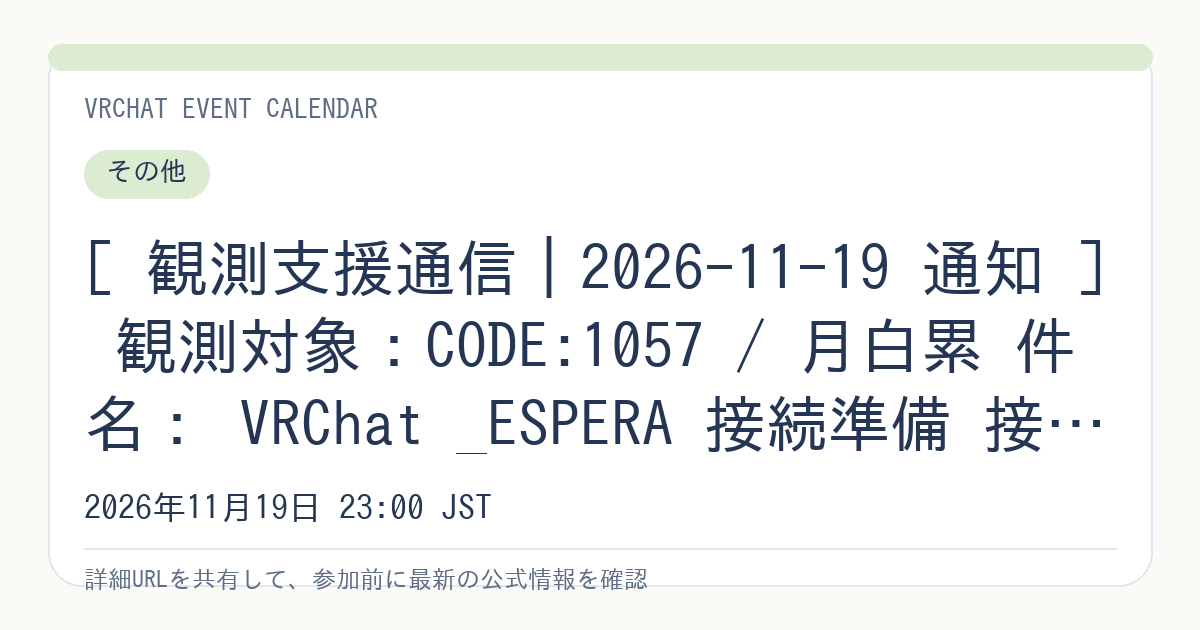 VRCHAT EVENT CALENDAR
その他
[ 観測支援通信｜2026-11-19 通知 ]
観測対象：CODE:1057 / 月白累 件
名： VRChat _ESPERA 接続準備 接…
2026年11月19日 23:00 JST
詳細URLを共有して、参加前に最新の公式情報を確認